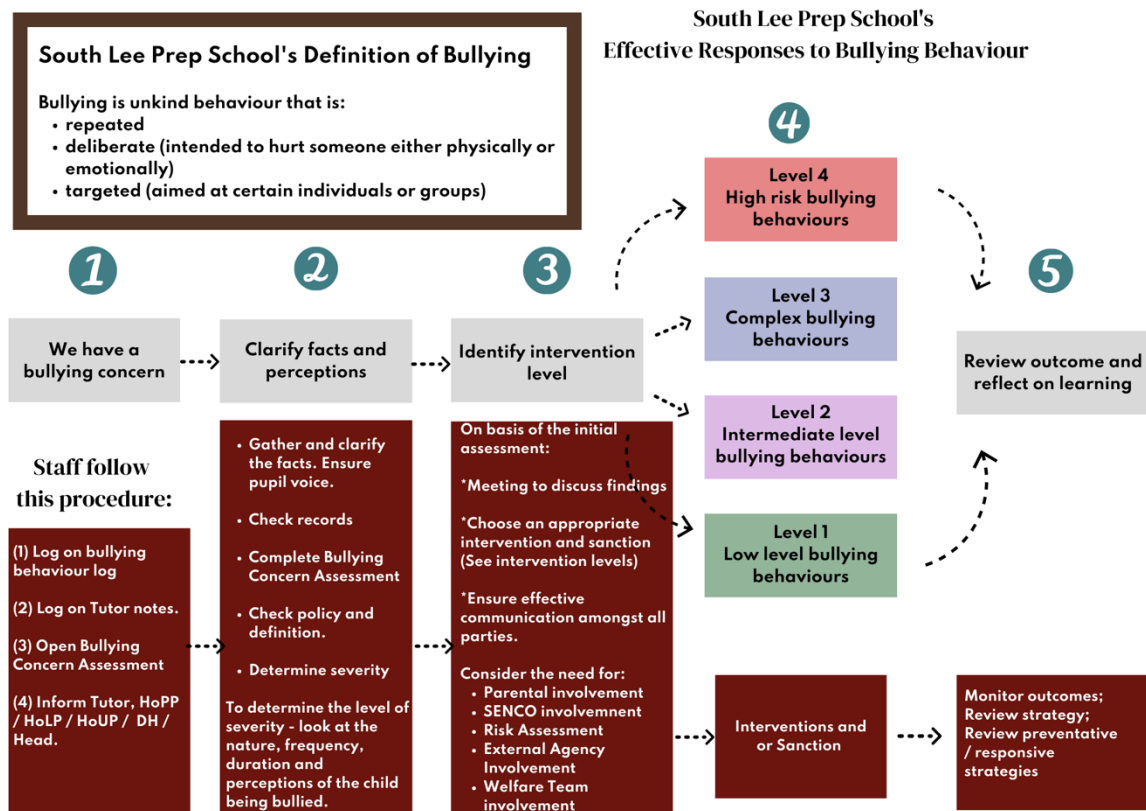 South Lee Prep School's Definition of Bullying
Bullying is unkind behaviour that is:
• repeated
• deliberate (intended to hurt someone either physically or
emotionally)
• targeted (aimed at certain individuals or groups)
South Lee Prep School's
Effective Responses to Bullying Behaviour
1
We have a
bullying concern
2
Clarify facts and
perceptions
3
Identify intervention
level
4
Level 4
High risk bullying
behaviours
Level 3
Complex bullying
behaviours
Level 2
Intermediate level
bullying behaviours
Level 1
Low level bullying
behaviours
5
Review outcome and
reflect on learning
Staff follow
this procedure:
(1) Log on bullying
behaviour log
(2) Log on Tutor notes.
(3) Open Bullying
Concern Assessment
(4) Inform Tutor, HoPP
/ HoLP / HoUP / DH /
Head.
• Gather and clarify
the facts. Ensure
pupil voice.
• Check records
• Complete Bullying
Concern Assessment
• Check policy and
definition.
• Determine severity
To determine the level of
severity - look at the
nature, frequency,
duration and
perceptions of the child
being bullied.
On basis of the initial
assessment:
*Meeting to discuss findings
*Choose an appropriate
intervention and sanction
(See intervention levels)
*Ensure effective
communication amongst all
parties.
Consider the need for:
• Parental involvement
• SENCO involvemnent
• Risk Assessment
• External Agency
Involvement
• Welfare Team
involvement
Interventions and
or Sanction
Monitor outcomes;
Review strategy;
Review preventative
/ responsive
strategies